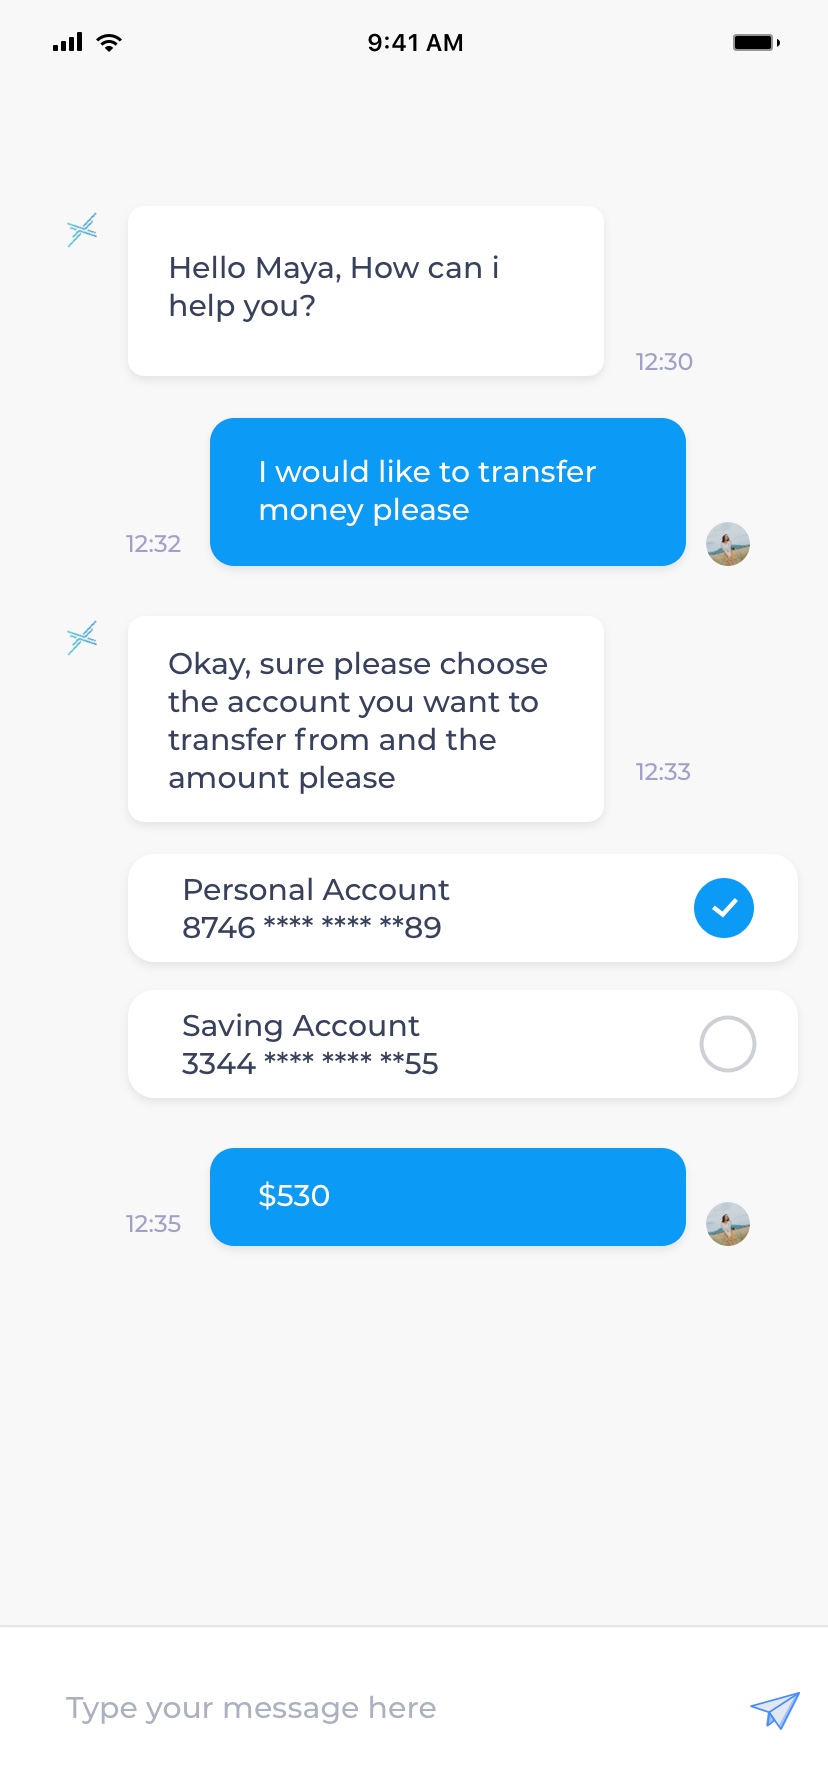 9:41 AM
Hello Maya, How can i
help you?
12:30
I would like to transfer
money please
12:32
Okay, sure please choose
the account you want to
transfer from and the
amount please
12:33
Personal Account
8746 **** **** **89
Saving Account
3344 **** **** **55
$530
12:35
Type your message here